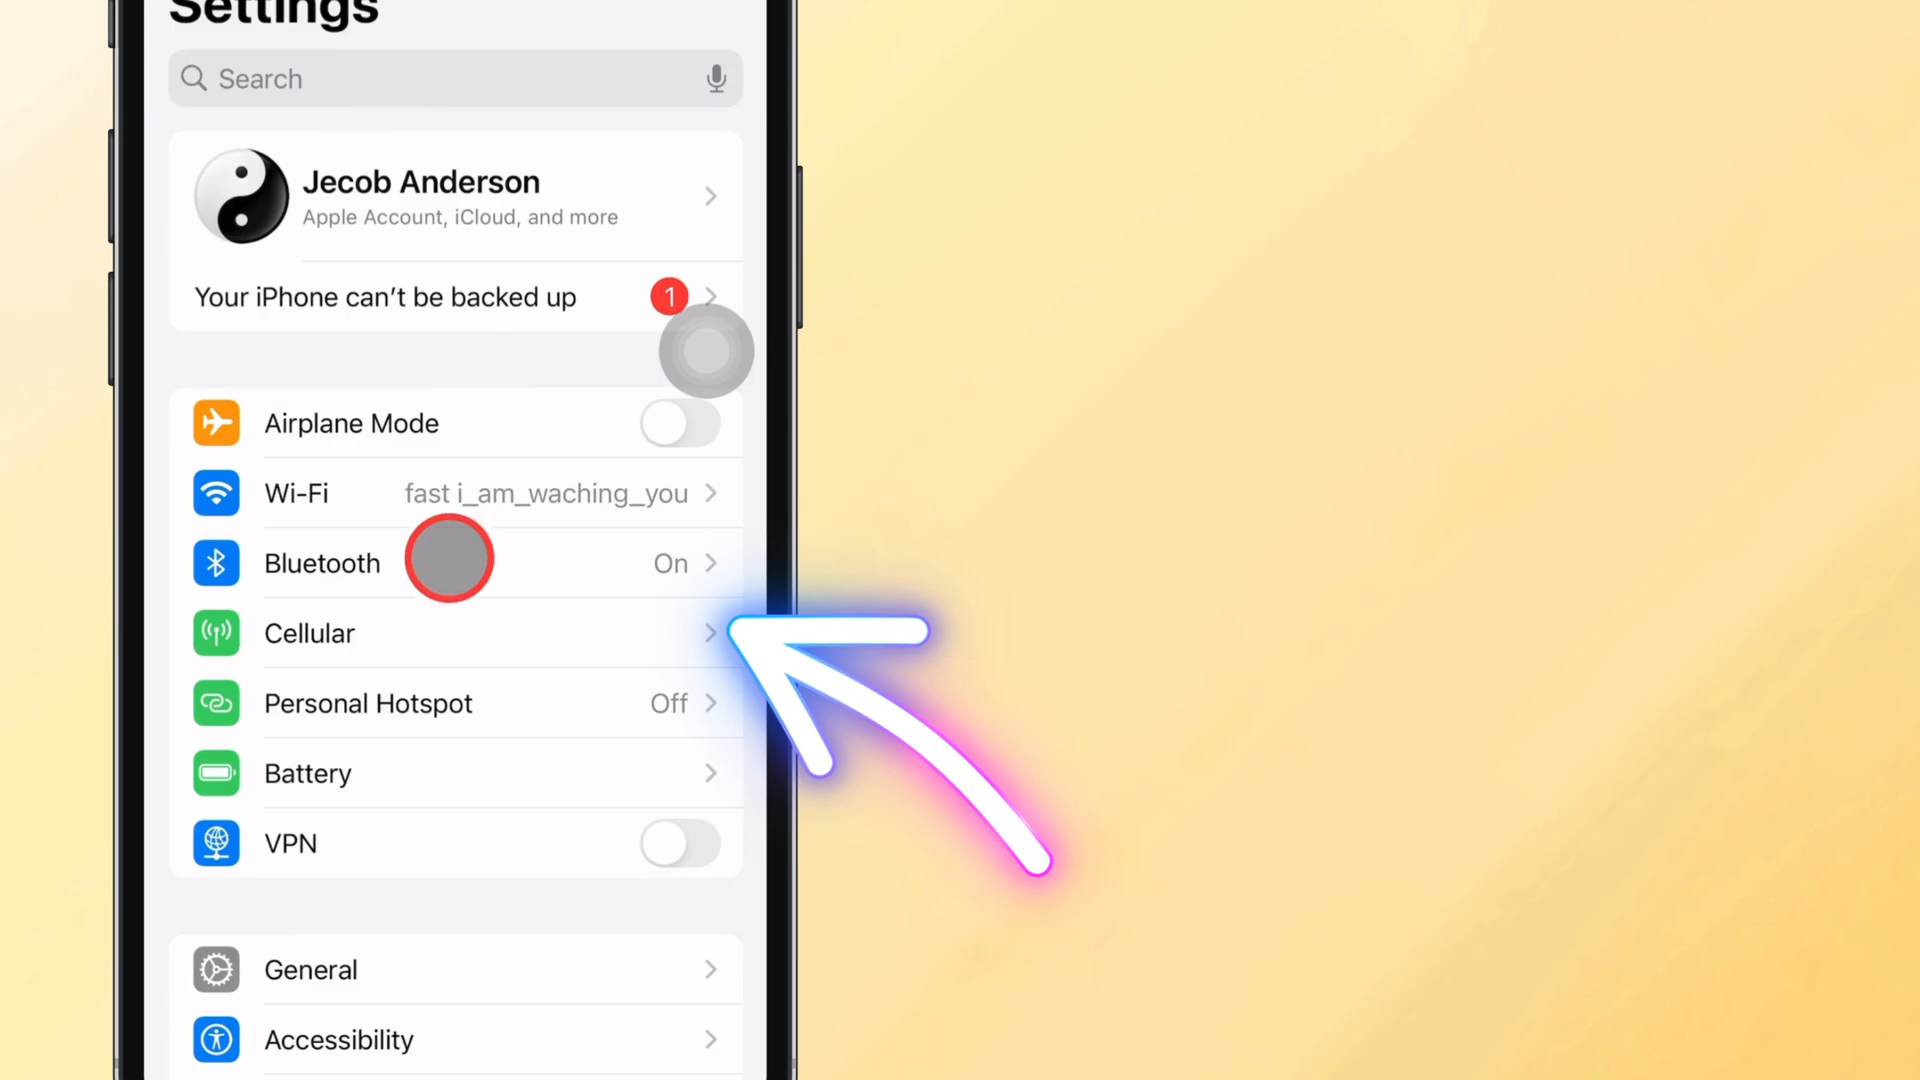 Settings
Search
Jecob Anderson
Apple Account, iCloud, and more
Your iPhone can't be backed up 1
Airplane Mode
Wi-Fi fast i_am_waching_you
Bluetooth On
Cellular
Personal Hotspot Off
Battery
VPN
General
Accessibility